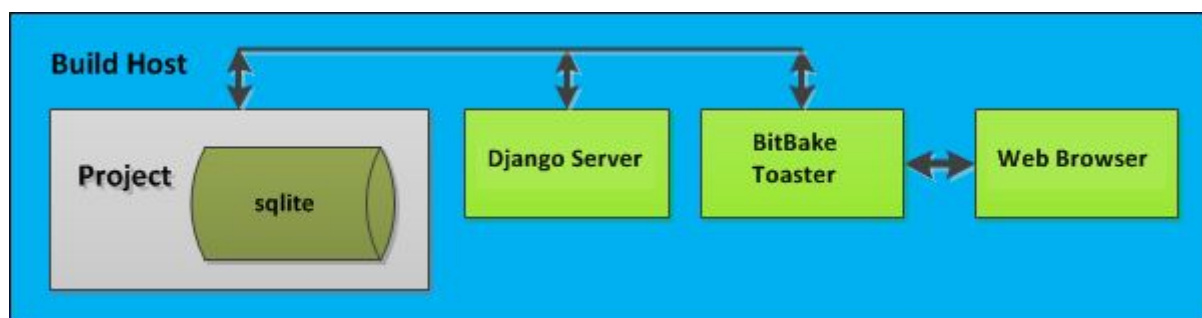 Build Host
Project
sqlite
Django Server
BitBake
Toaster
Web Browser